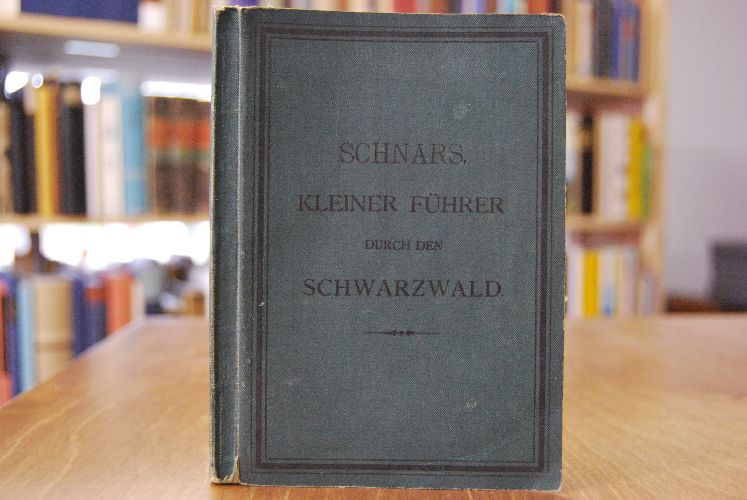 SCHNARS,
KLEINER FÜHRER
DURCH DEN
SCHWARZWALD.